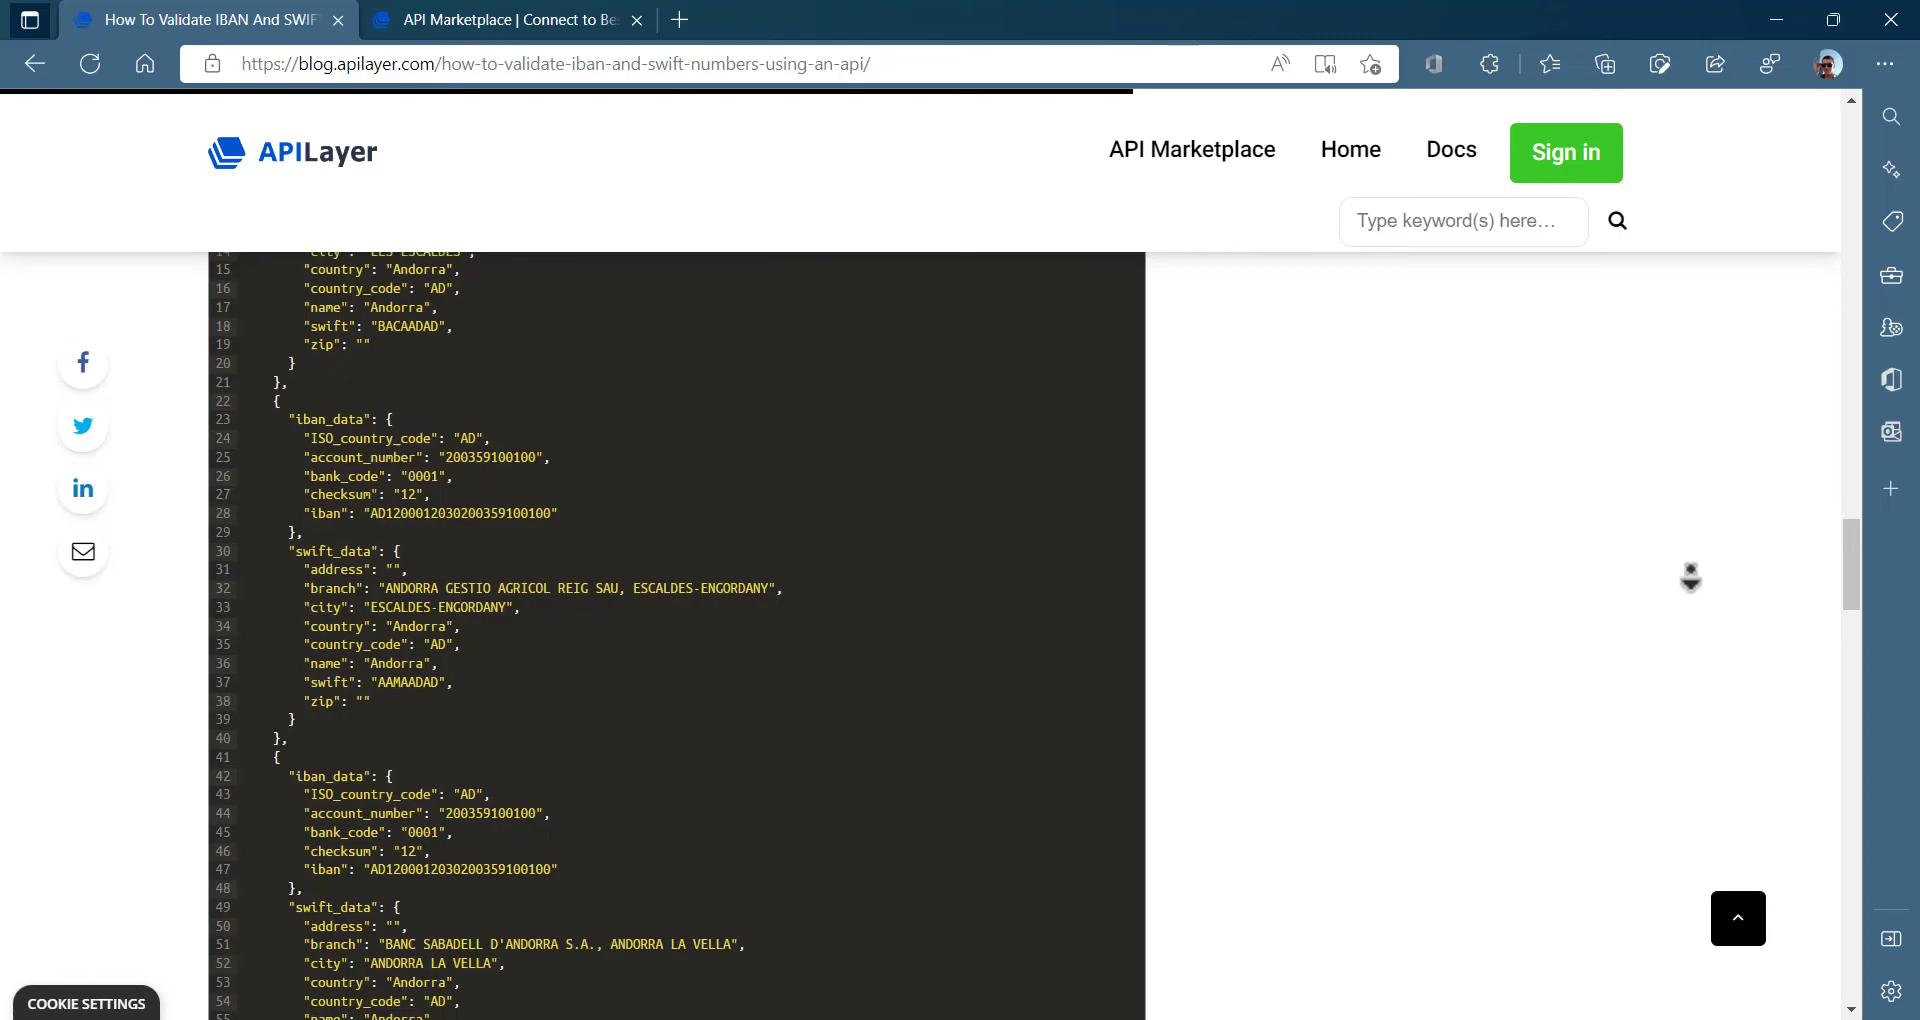 How To Validate IBAN And SWIF
API Marketplace | Connect to Be
https://blog.apilayer.com/how-to-validate-iban-and-swift-numbers-using-an-api/
APILayer
API Marketplace
Home
Docs
Sign in
Type keyword(s) here...
14 "city": "LES ESCALDES",
15 "country": "Andorra",
16 "country_code": "AD",
17 "name": "Andorra",
18 "swift": "BACAADAD",
19 "zip": ""
20 }
21 },
22 {
23 "iban_data": {
24 "ISO_country_code": "AD",
25 "account_number": "200359100100",
26 "bank_code": "0001",
27 "checksum": "12",
28 "iban": "AD1200012030200359100100"
29 },
30 "swift_data": {
31 "address": "",
32 "branch": "ANDORRA GESTIO AGRICOL REIG SAU, ESCALDES-ENGORDANY",
33 "city": "ESCALDES-ENGORDANY",
34 "country": "Andorra",
35 "country_code": "AD",
36 "name": "Andorra",
37 "swift": "AAMAADAD",
38 "zip": ""
39 }
40 },
41 {
42 "iban_data": {
43 "ISO_country_code": "AD",
44 "account_number": "200359100100",
45 "bank_code": "0001",
46 "checksum": "12",
47 "iban": "AD1200012030200359100100"
48 },
49 "swift_data": {
50 "address": "",
51 "branch": "BANC SABADELL D'ANDORRA S.A., ANDORRA LA VELLA",
52 "city": "ANDORRA LA VELLA",
53 "country": "Andorra",
54 "country_code": "AD",
55 "name": "Andorra",
COOKIE SETTINGS